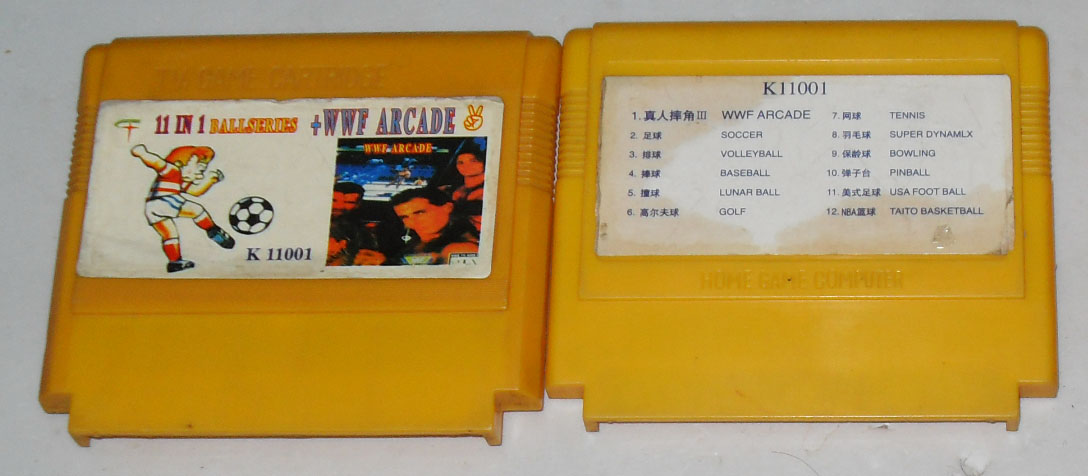 TV GAME CARTRIDGE
11 IN 1 BALLSERIES +WWF ARCADE
WWF ARCADE
K 11001
K11001
1. 真人摔角III WWF ARCADE
2. 足球 SOCCER
3. 排球 VOLLEYBALL
4. 捧球 BASEBALL
5. 撞球 LUNAR BALL
6. 高尔夫球 GOLF
7. 网球 TENNIS
8. 羽毛球 SUPER DYNAMLX
9. 保龄球 BOWLING
10. 弹子台 PINBALL
11. 美式足球 USA FOOT BALL
12. NBA篮球 TAITO BASKETBALL
HOME GAME COMPUTER